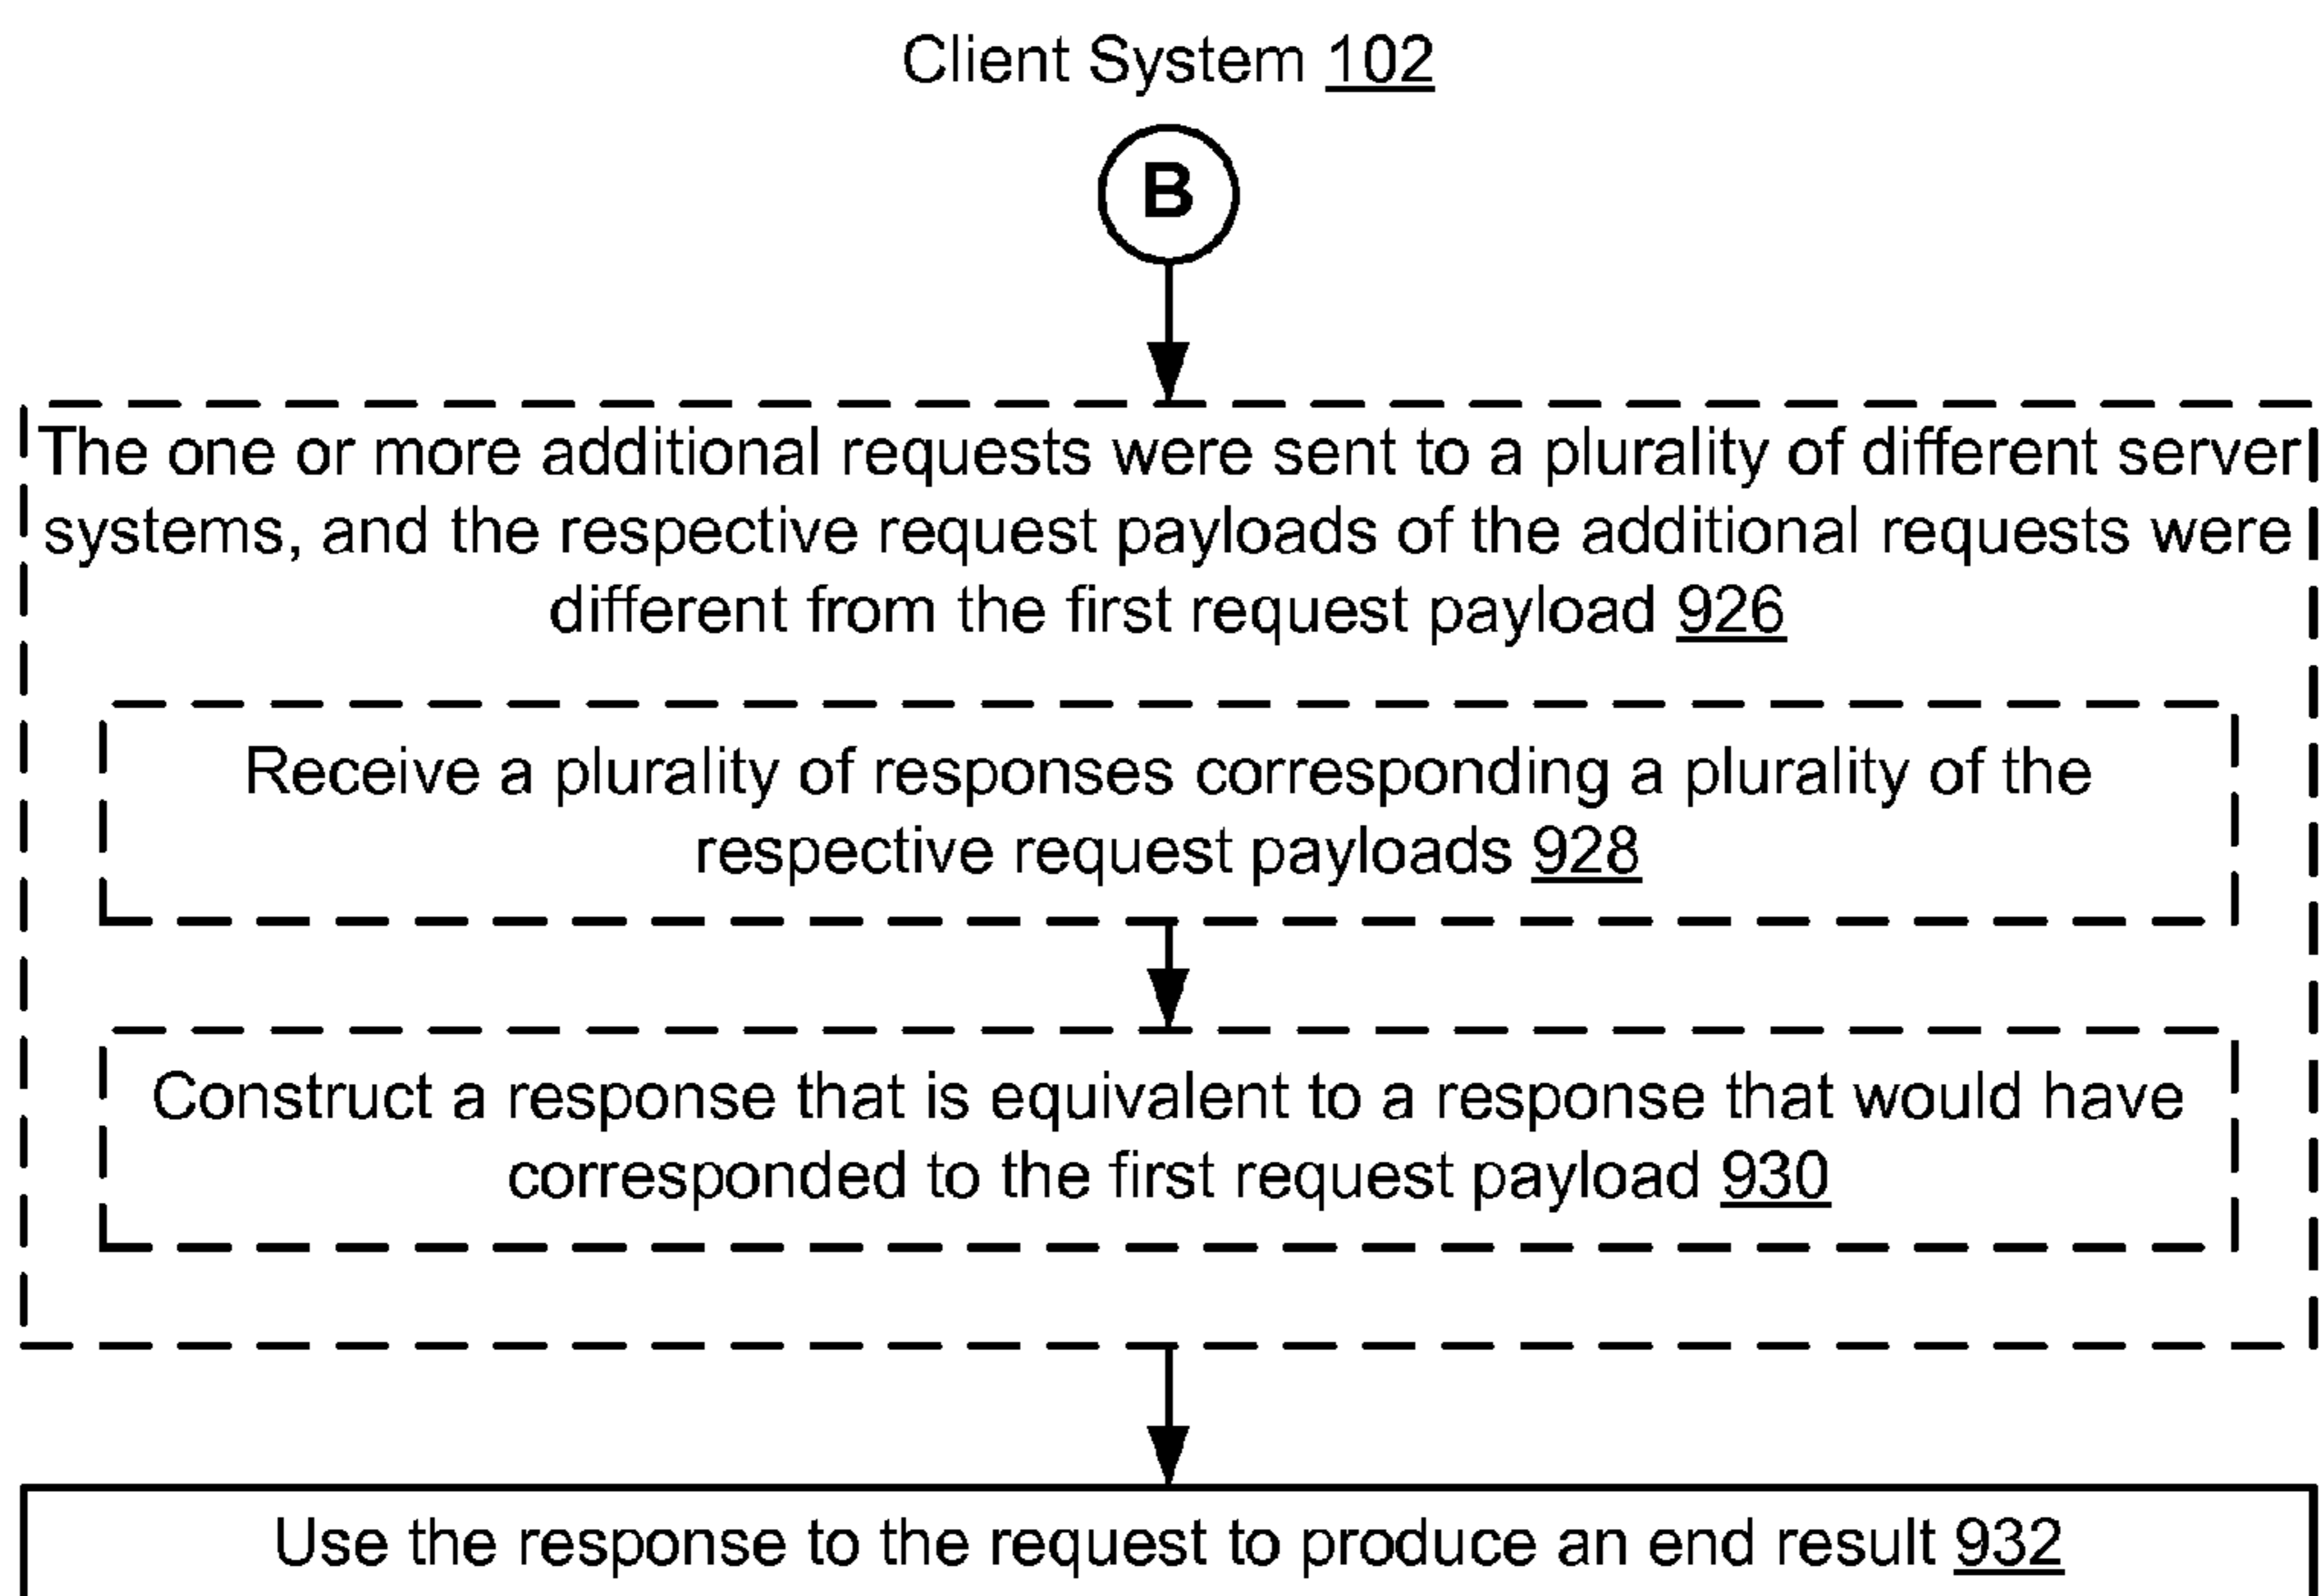 Client System 102
B
The one or more additional requests were sent to a plurality of different server
systems, and the respective request payloads of the additional requests were
different from the first request payload 926
Receive a plurality of responses corresponding a plurality of the
respective request payloads 928
Construct a response that is equivalent to a response that would have
corresponded to the first request payload 930
Use the response to the request to produce an end result 932